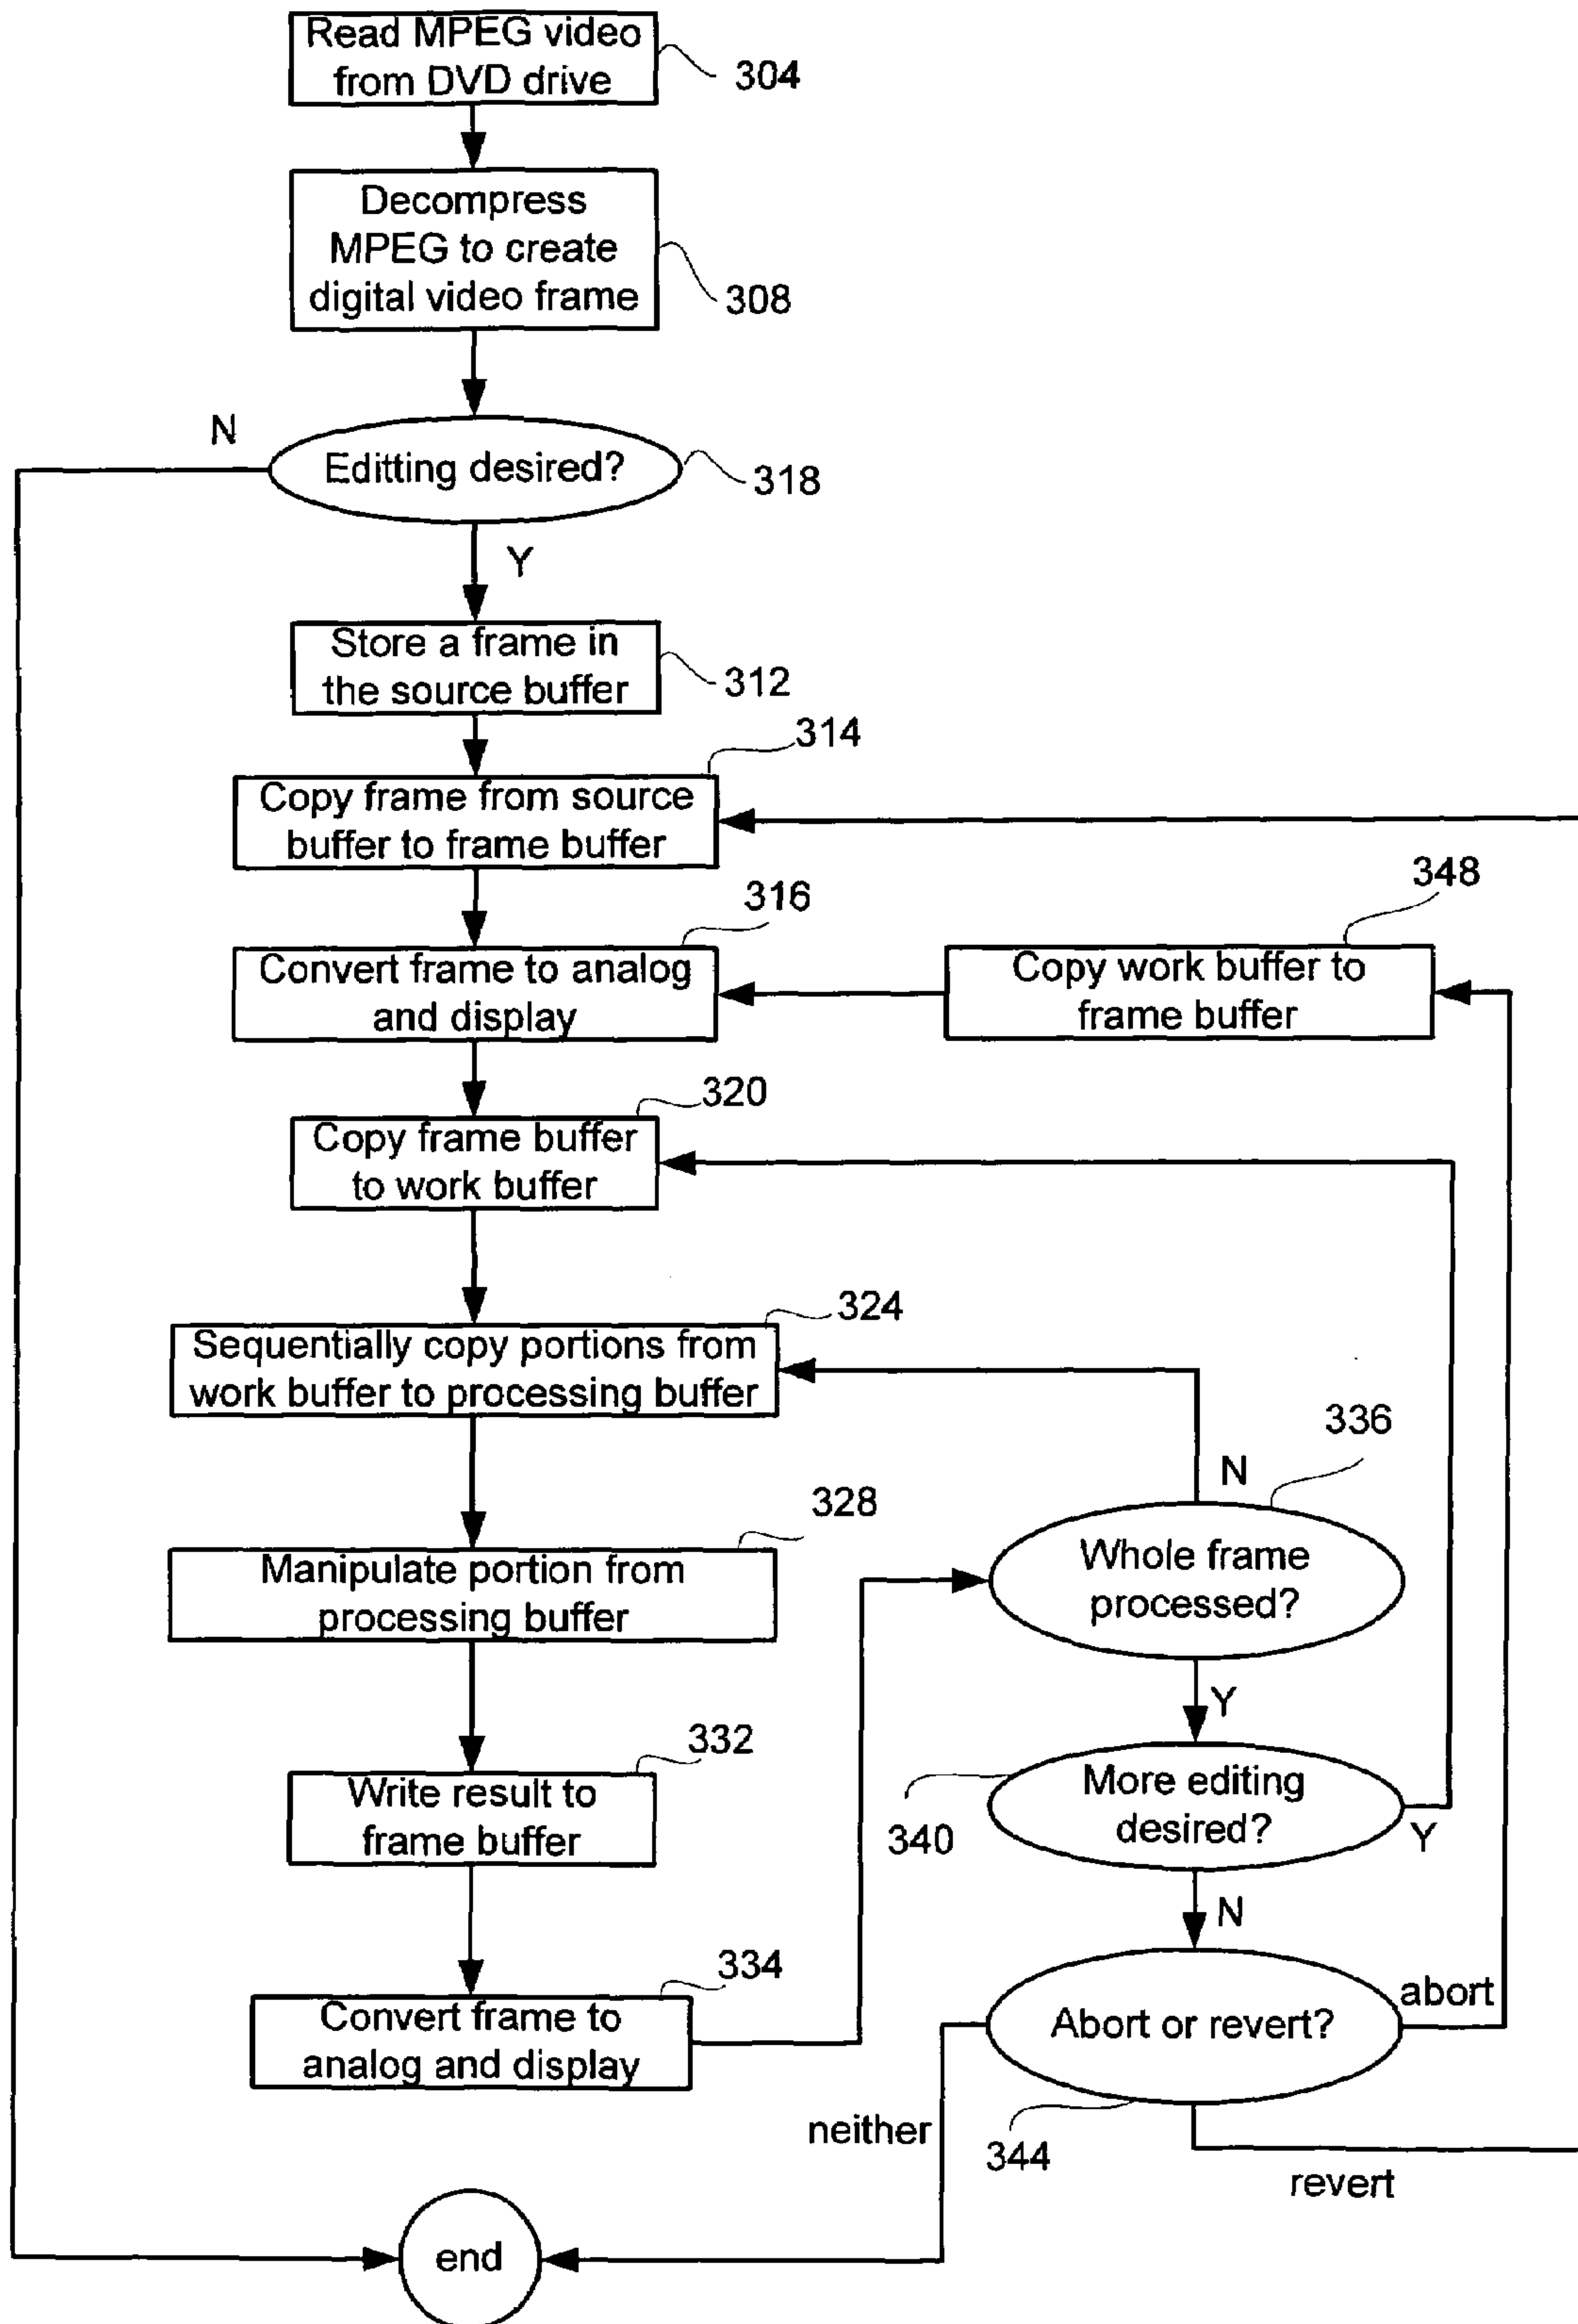 Read MPEG video
from DVD drive
304
Decompress
MPEG to create
digital video frame
308
N
Editting desired?
318
Y
Store a frame in
the source buffer
312
314
Copy frame from source
buffer to frame buffer
316
Convert frame to analog
and display
348
Copy work buffer to
frame buffer
320
Copy frame buffer
to work buffer
324
Sequentially copy portions from
work buffer to processing buffer
336
N
328
Manipulate portion from
processing buffer
Whole frame
processed?
Y
332
Write result to
frame buffer
More editing
desired?
340
Y
N
334
Convert frame to
analog and display
abort
Abort or revert?
neither
344
revert
end